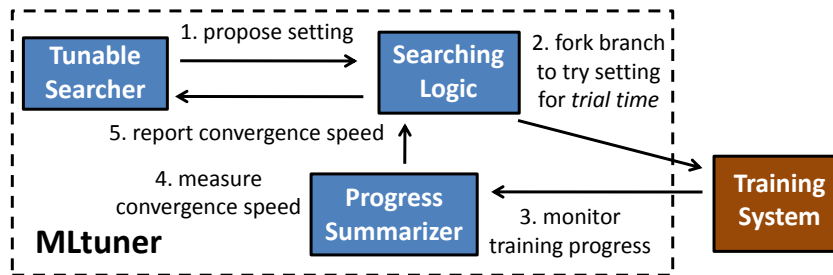 1. propose setting
Tunable
Searcher
Searching
Logic
2. fork branch
to try setting
for trial time
5. report convergence speed
4. measure
convergence speed
Progress
Summarizer
3. monitor
training progress
Training
System
MLtuner